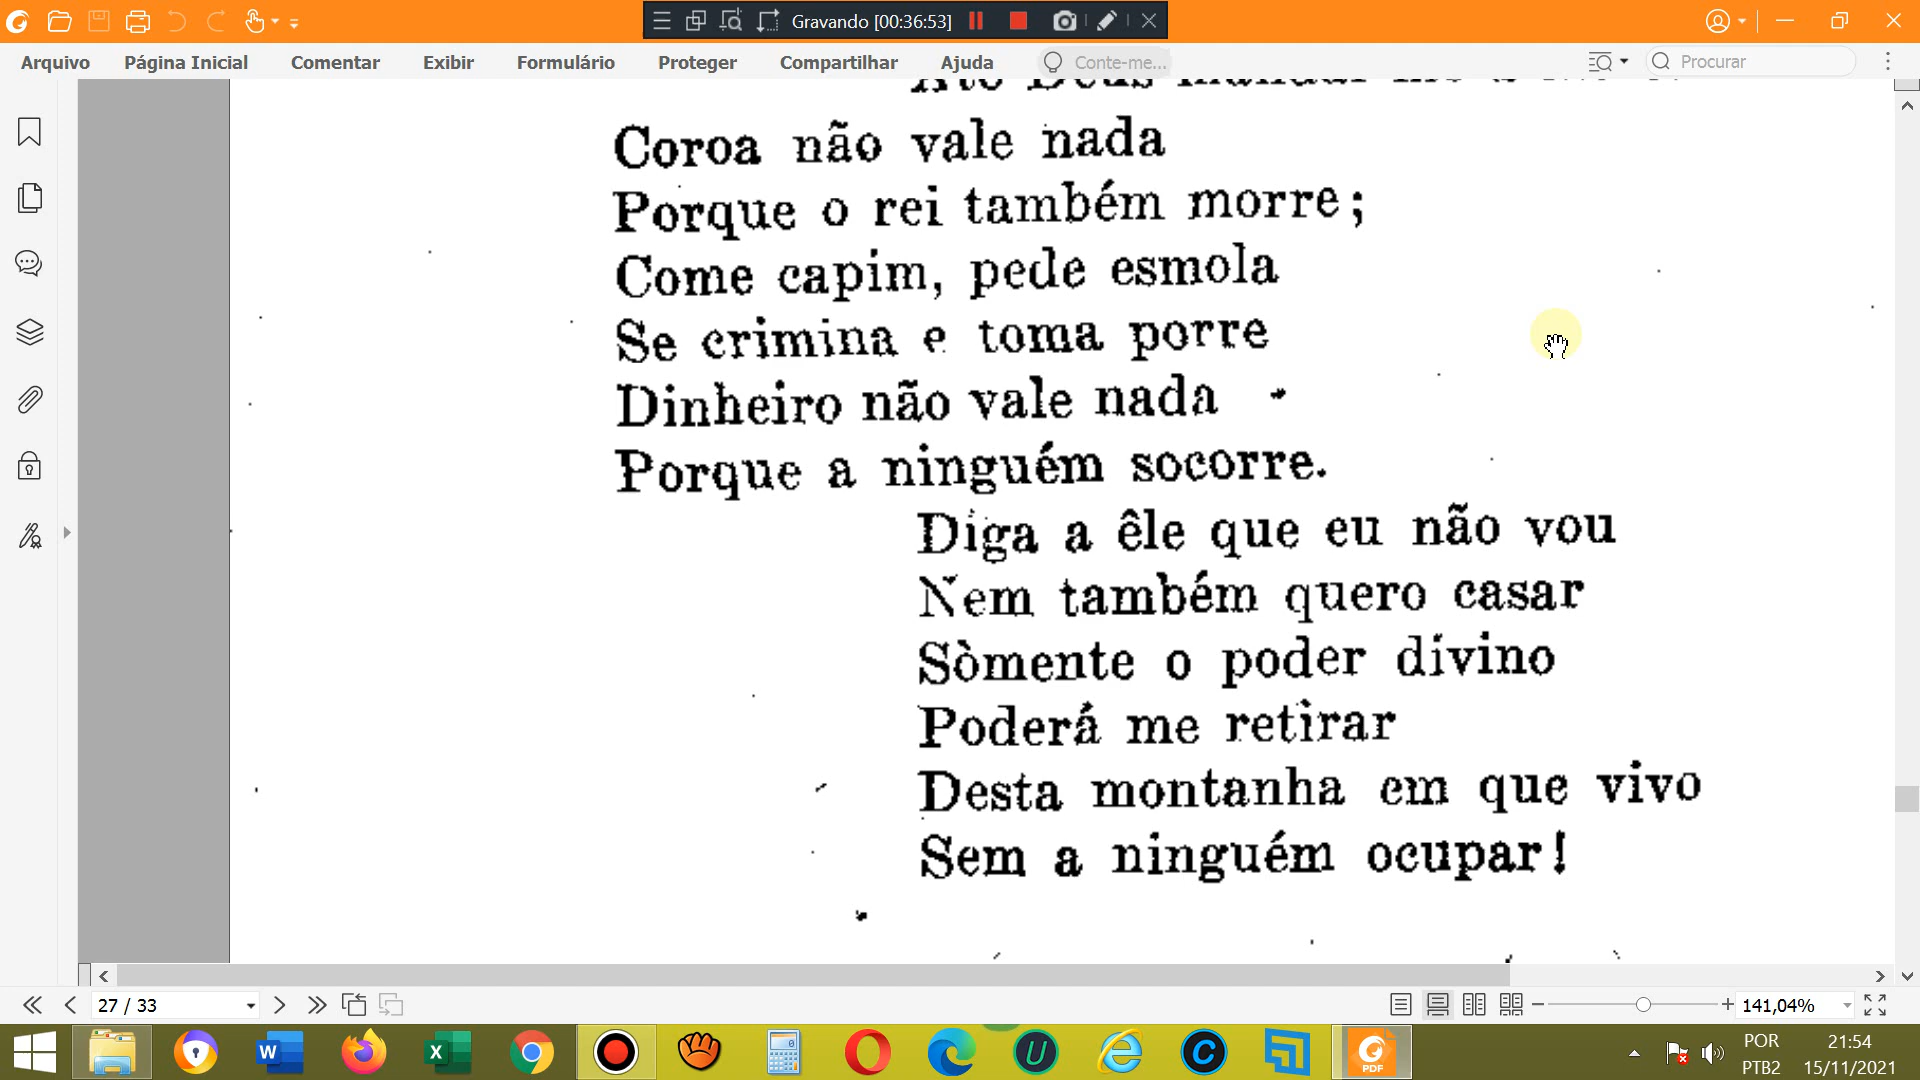 Gravando [00:36:53]
Arquivo Página Inicial Comentar Exibir Formulário Proteger Compartilhar Ajuda Conte-me... Procurar
Coroa não vale nada
Porque o rei também morre;
Come capim, pede esmola
Se crimina e toma porre
Dinheiro não vale nada
Porque a ninguém socorre.
Diga a êle que eu não vou
Nem também quero casar
Sòmente o poder divino
Poderá me retirar
Desta montanha em que vivo
Sem a ninguém ocupar!
27 / 33
141,04%
POR
PTB2
21:54
15/11/2021
PDF